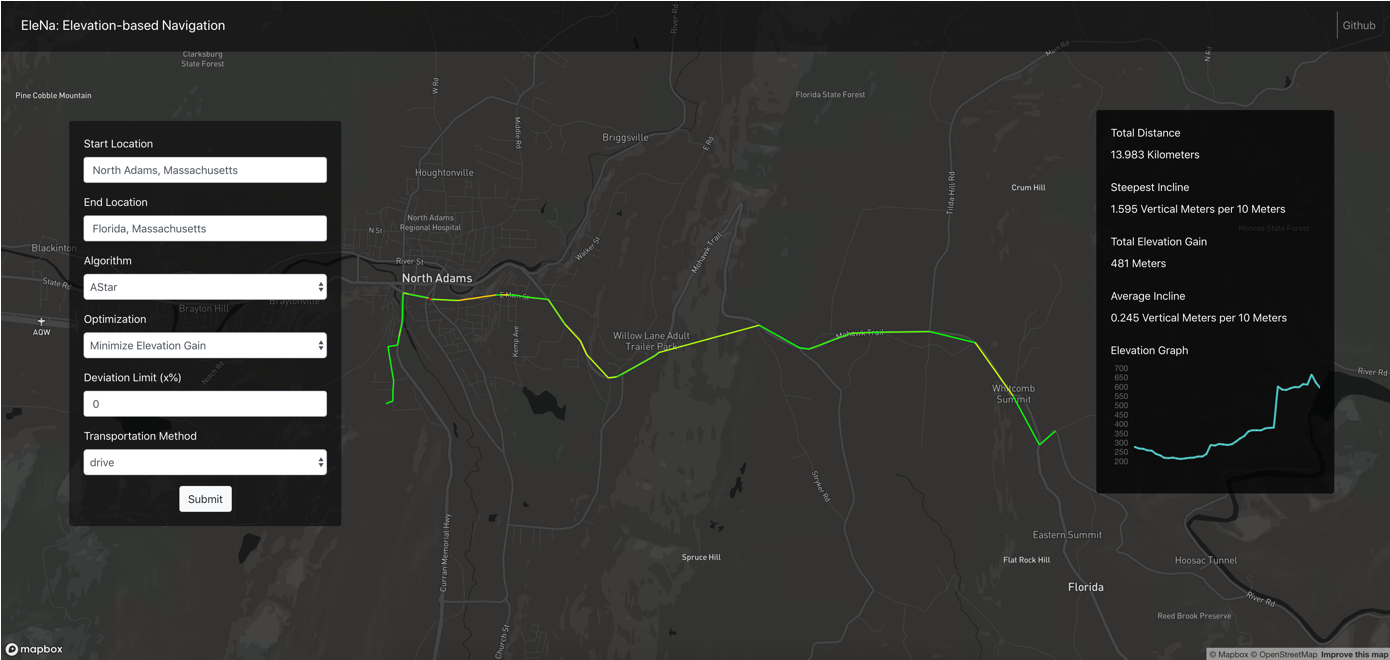 EleNa: Elevation-based Navigation
Github
Clarksburg
State Forest
Pine Cobble Mountain
W Rd
Middle Rd
River Rd
Main Rd
N Rd
Florida State Forest
Briggsville
E Rd
Houghtonville
North Adams
Regional Hospital
N St
River St
Walker St
Mohawk Trail
Tilda Hill Rd
Crum Hill
Blackinton
State Rd
AQW
North Adams
E Main St
Kemp Ave
Willow Lane Adult
Trailer Park
Mohawk Trail
Whitcomb
Summit
Stryker Rd
Curran Memorial Hwy
Church St
Spruce Hill
Eastern Summit
Flat Rock Hill
Hoosac Tunnel
Florida
River Rd
River Rd
Reed Brook Preserve
Start Location
North Adams, Massachusetts
End Location
Florida, Massachusetts
Algorithm
AStar
Brayton Hill
Braytonville
Optimization
Minimize Elevation Gain
Notch Rd
Deviation Limit (x%)
0
Transportation Method
drive
Submit
Total Distance
13.983 Kilometers
Steepest Incline
1.595 Vertical Meters per 10 Meters
Monroe State Forest
Total Elevation Gain
481 Meters
Average Incline
0.245 Vertical Meters per 10 Meters
Elevation Graph
700
650
600
550
500
450
400
350
300
250
200
mapbox
© Mapbox © OpenStreetMap Improve this map